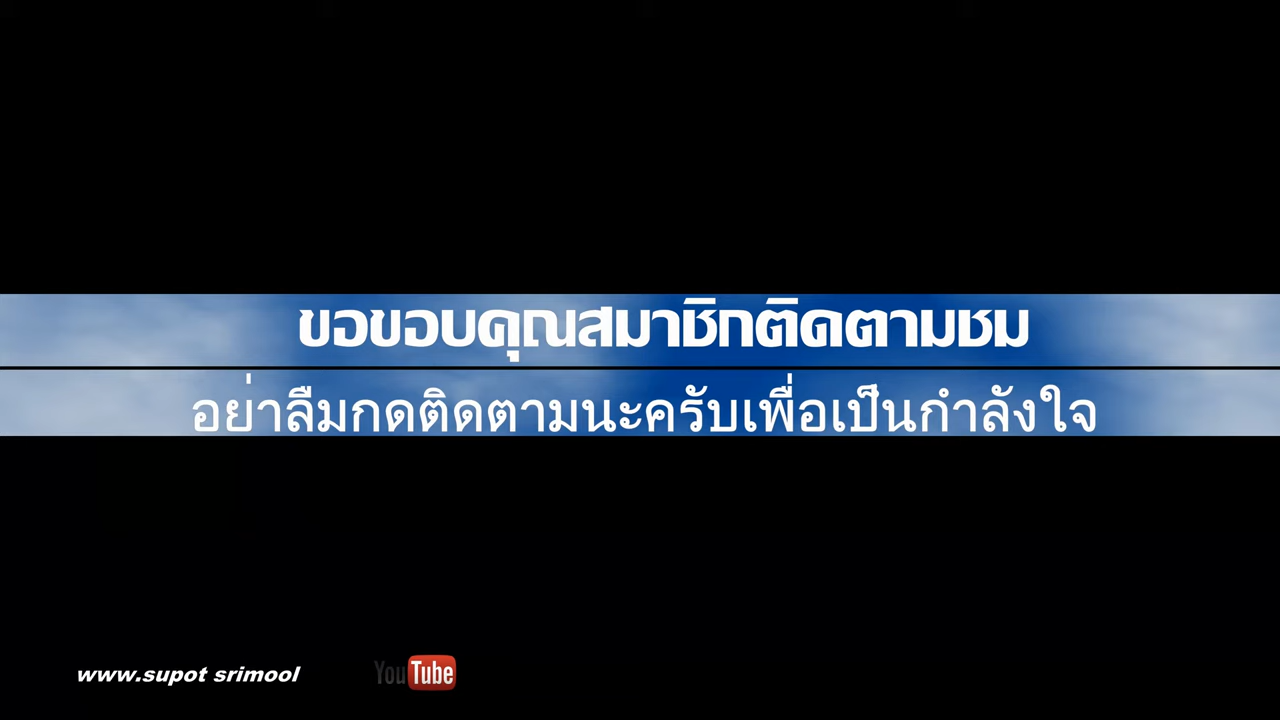 ขอขอบคุณสมาชิกติดตามชม
อย่าลืมกดติดตามนะครับเพื่อเป็นกำลังใจ
www.supot srimool
YouTube